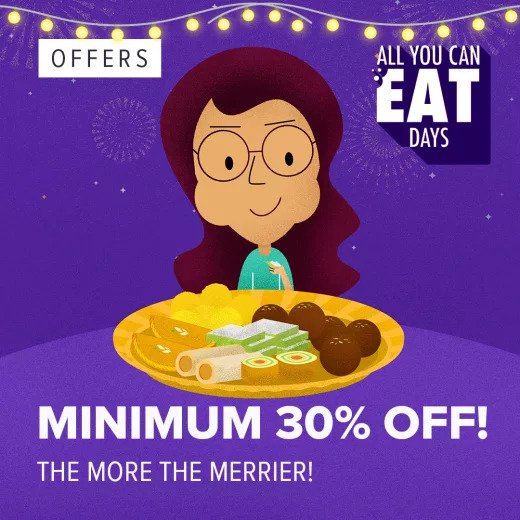 OFFERS
ALL YOU CAN
EAT
DAYS
MINIMUM 30% OFF!
THE MORE THE MERRIER!